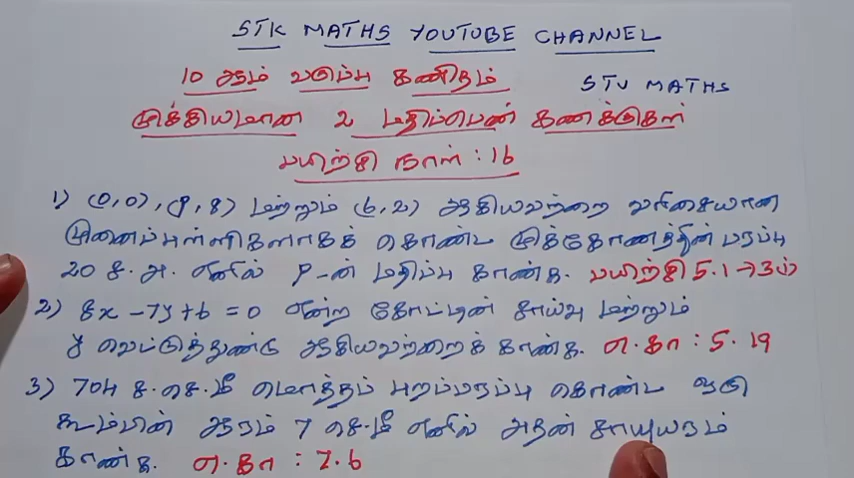 STK MATHS YOUTUBE CHANNEL
10 ஆம் வகுப்பு கணிதம்
STV MATHS
முக்கியமான 2 மதிப்பெண் கணக்குகள்
பயிற்சி நாள் : 16
1) (0,0), (p,8) மற்றும் (6,2) ஆகியவற்றை வரிசையான
முனைப்புள்ளிகளாகக் கொண்ட முக்கோணத்தின் பரப்பு
20 ச.அ. எனில் p-ன் மதிப்பு காண்க. பயிற்சி 5.1 → 3i)
2) 8x - 7y + 6 = 0 என்ற கோட்டின் சாய்வு மற்றும்
y வெட்டுத்துண்டு ஆகியவற்றைக் காண்க. எ.கா : 5.19
3) 704 ச.செ.மீ மொத்தப் புறப்பரப்பு கொண்ட ஒரு
கூம்பின் ஆரம் 7 செ.மீ எனில் அதன் சாயுயரம்
காண்க. எ.கா : 7.6